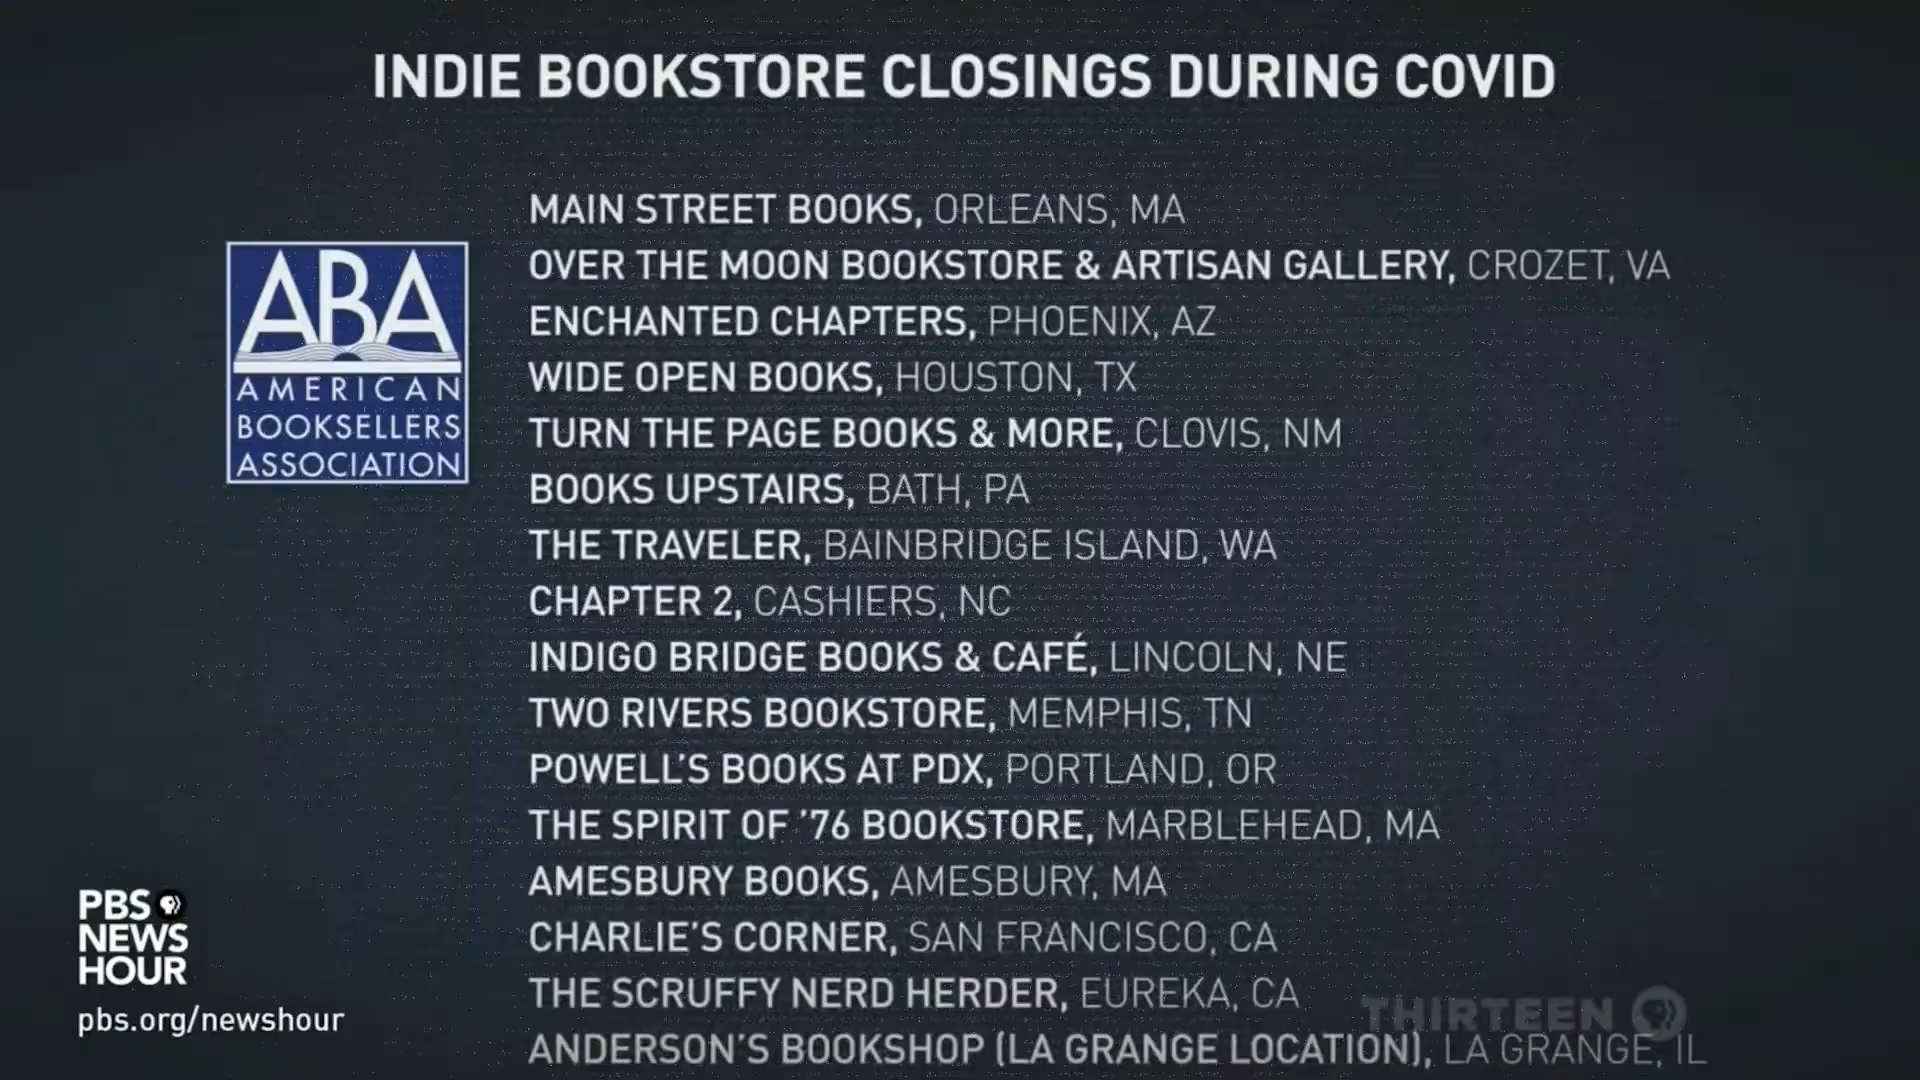 INDIE BOOKSTORE CLOSINGS DURING COVID
ABA
AMERICAN
BOOKSELLERS
ASSOCIATION
MAIN STREET BOOKS, ORLEANS, MA
OVER THE MOON BOOKSTORE & ARTISAN GALLERY, CROZET, VA
ENCHANTED CHAPTERS, PHOENIX, AZ
WIDE OPEN BOOKS, HOUSTON, TX
TURN THE PAGE BOOKS & MORE, CLOVIS, NM
BOOKS UPSTAIRS, BATH, PA
THE TRAVELER, BAINBRIDGE ISLAND, WA
CHAPTER 2, CASHIERS, NC
INDIGO BRIDGE BOOKS & CAFÉ, LINCOLN, NE
TWO RIVERS BOOKSTORE, MEMPHIS, TN
POWELL'S BOOKS AT PDX, PORTLAND, OR
THE SPIRIT OF '76 BOOKSTORE, MARBLEHEAD, MA
AMESBURY BOOKS, AMESBURY, MA
CHARLIE'S CORNER, SAN FRANCISCO, CA
THE SCRUFFY NERD HERDER, EUREKA, CA
ANDERSON'S BOOKSHOP (LA GRANGE LOCATION), LA GRANGE, IL
PBS
NEWS
HOUR
pbs.org/newshour
THIRTEEN